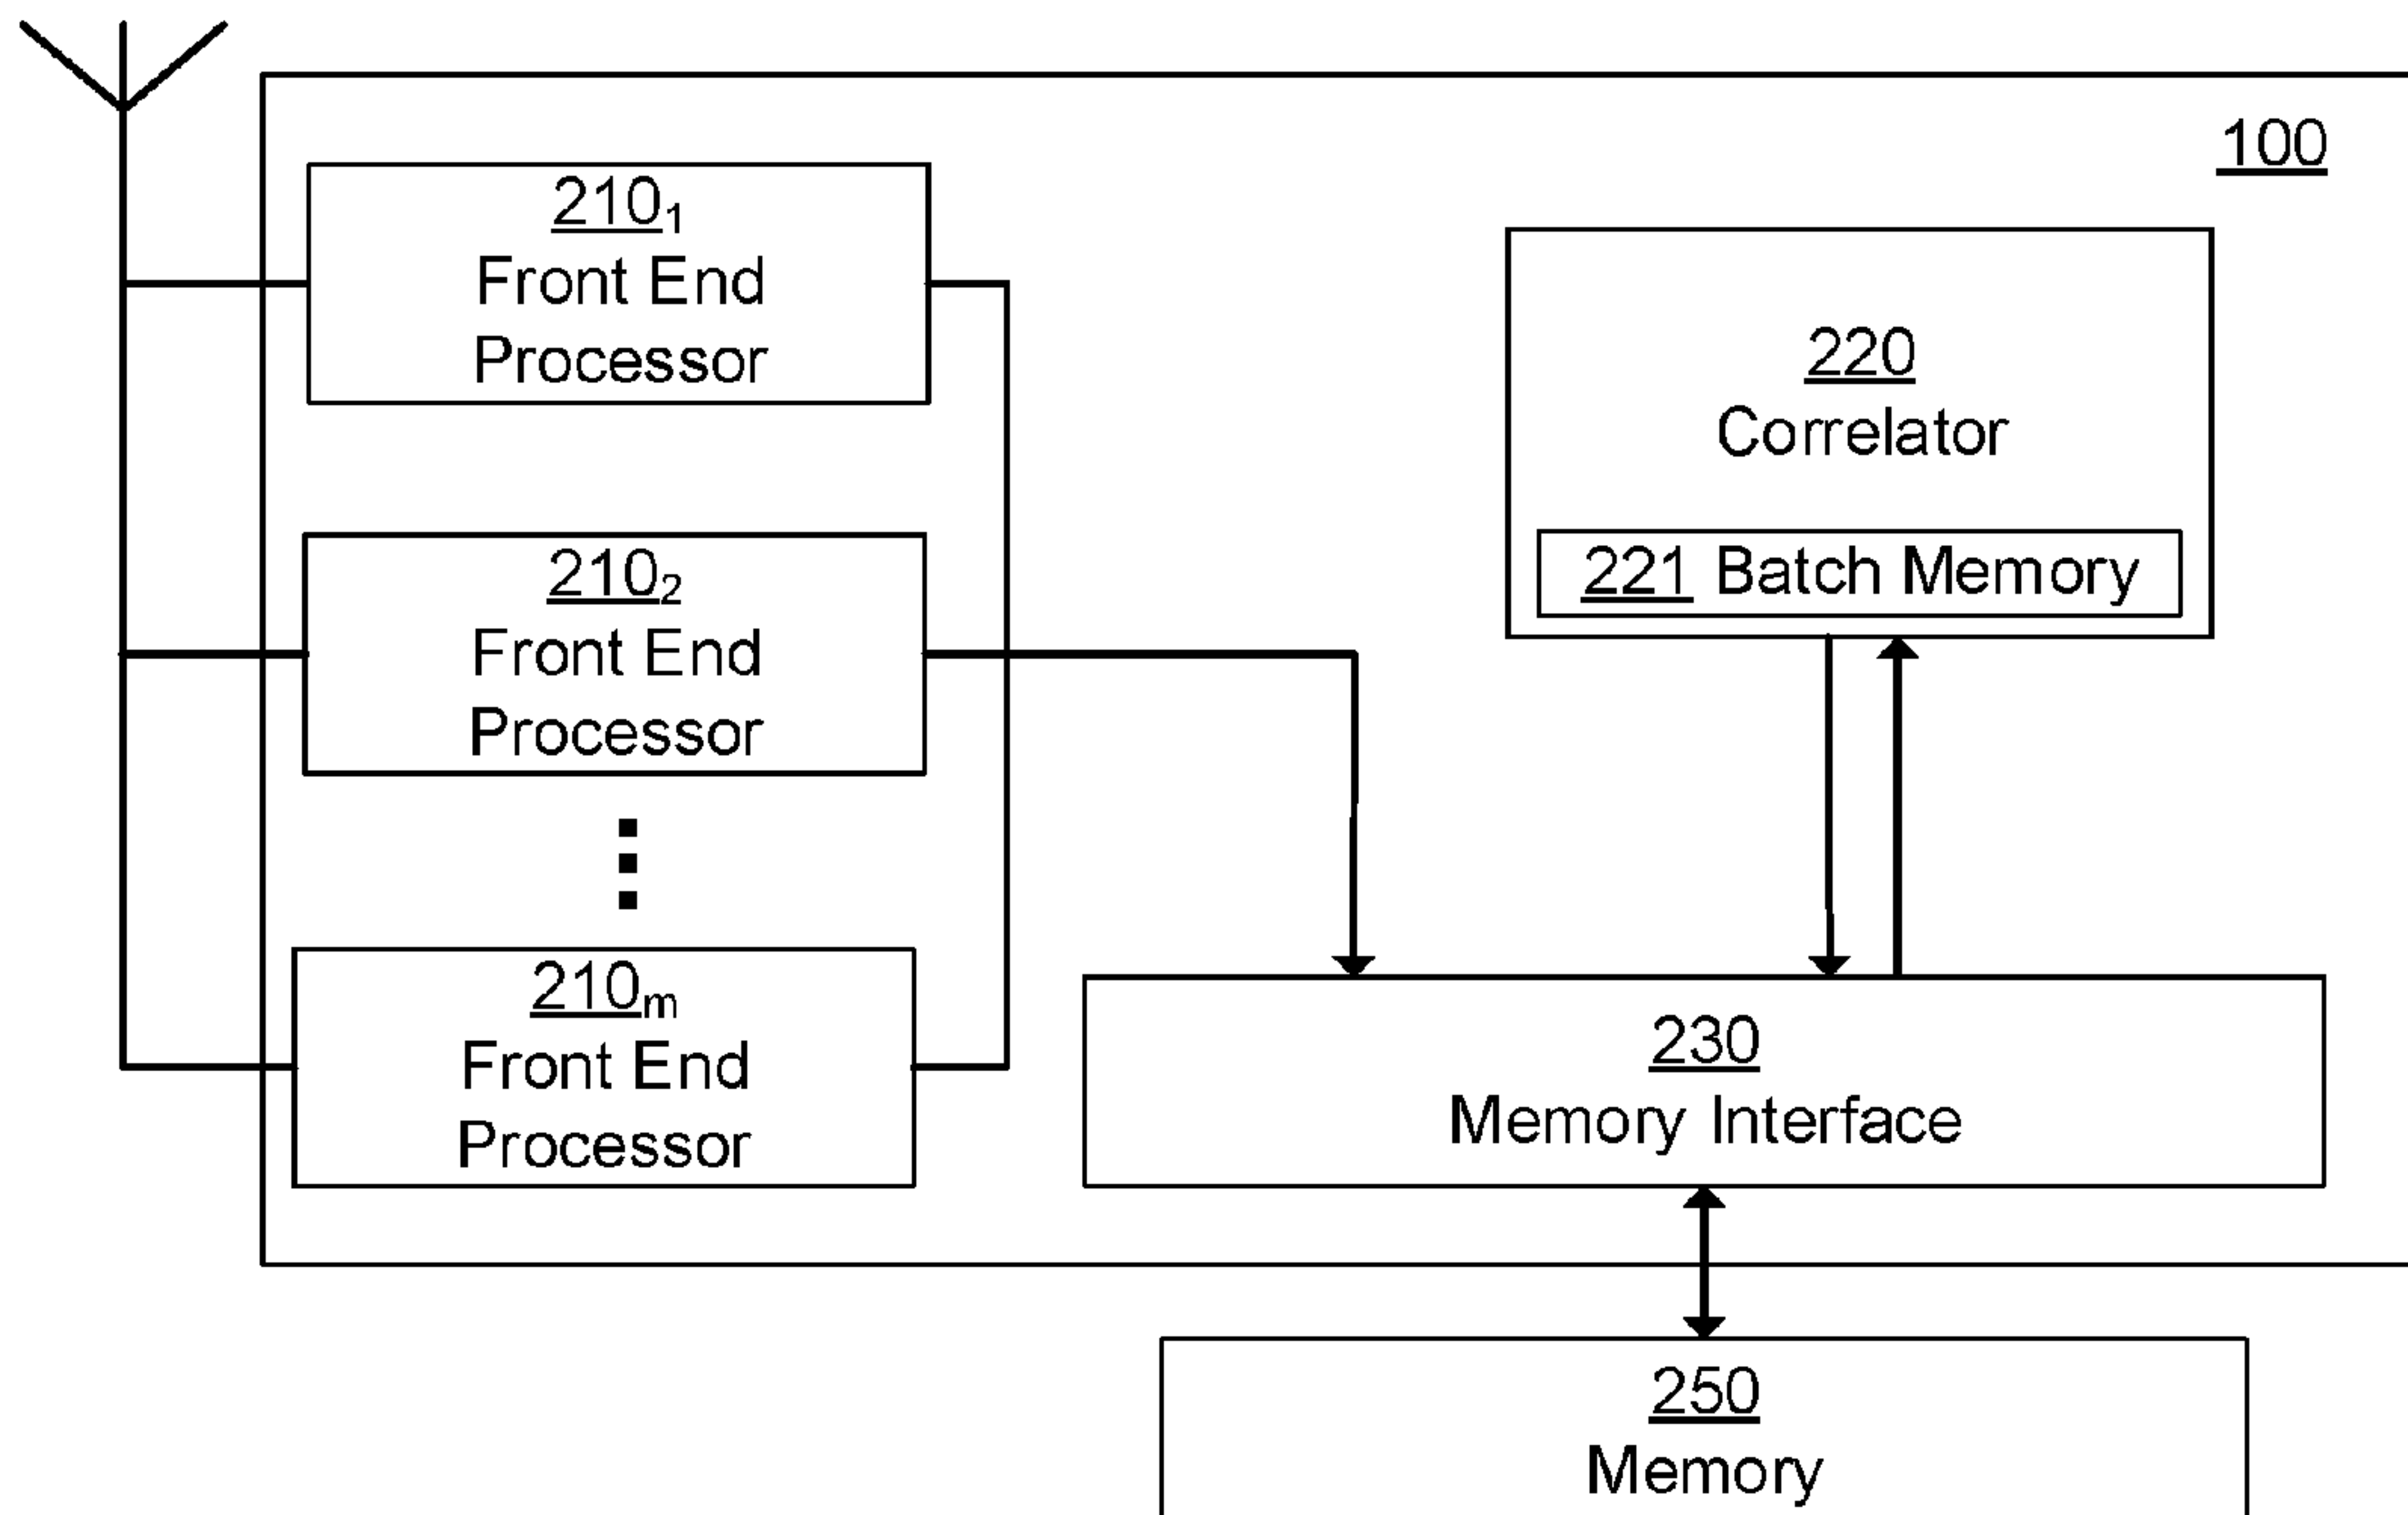 100
210₁
Front End
Processor
220
Correlator
221 Batch Memory
210₂
Front End
Processor
210ₘ
Front End
Processor
230
Memory Interface
250
Memory